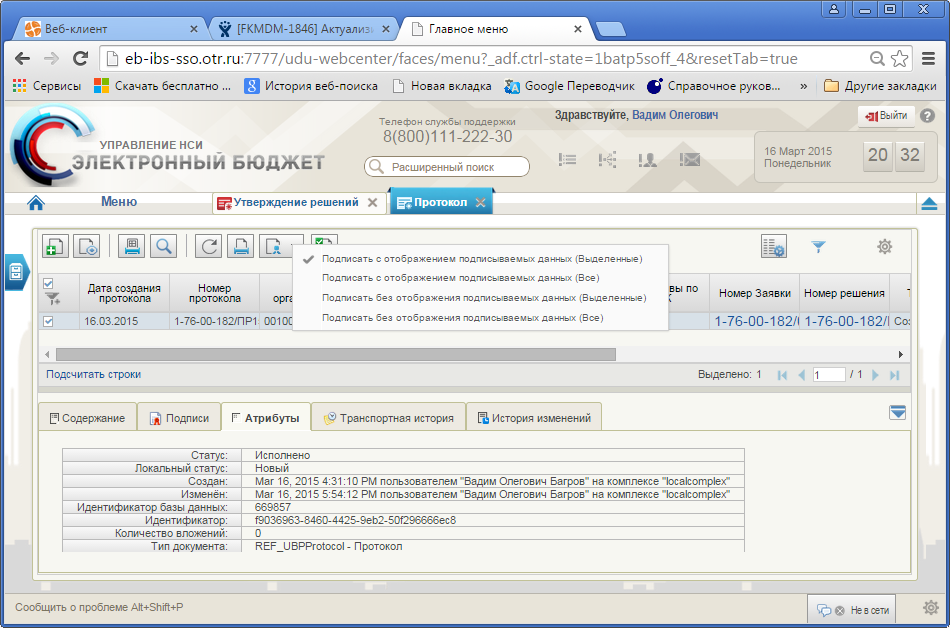 Веб-клиент
[FKMDM-1846] Актуализ
Главное меню
eb-ibs-sso.otr.ru:7777/udu-webcenter/faces/menu?_adf.ctrl-state=1batp5soff_4&resetTab=true
Сервисы
Скачать бесплатно ...
История веб-поиска
Новая вкладка
Google Переводчик
Справочное руков...
»
Другие закладки
УПРАВЛЕНИЕ НСИ
ЭЛЕКТРОННЫЙ БЮДЖЕТ
Телефон службы поддержки
8(800)111-222-30
Расширенный поиск
Здравствуйте, Вадим Олегович
Выйти
16 Март 2015
Понедельник
20 32
Меню
Утверждение решений
Протокол
Подписать с отображением подписываемых данных (Выделенные)
Подписать с отображением подписываемых данных (Все)
Подписать без отображения подписываемых данных (Выделенные)
Подписать без отображения подписываемых данных (Все)
Дата создания протокола
Номер протокола
орга
вы по
К
Номер Заявки
Номер решения
16.03.2015
1-76-00-182/ПР1
00100
1-76-00-182/
1-76-00-182/
Соз
Подсчитать строки
Выделено: 1
1 / 1
Содержание
Подписи
Атрибуты
Транспортная история
История изменений
Статус: Исполнено
Локальный статус: Новый
Создан: Mar 16, 2015 4:31:10 PM пользователем "Вадим Олегович Багров" на комплексе "localcomplex"
Изменён: Mar 16, 2015 5:54:12 PM пользователем "Вадим Олегович Багров" на комплексе "localcomplex"
Идентификатор базы данных: 669857
Идентификатор: f9036963-8460-4425-9eb2-50f296666ec8
Количество вложений: 0
Тип документа: REF_UBPProtocol - Протокол
Сообщить о проблеме Alt+Shift+P
Не в сети